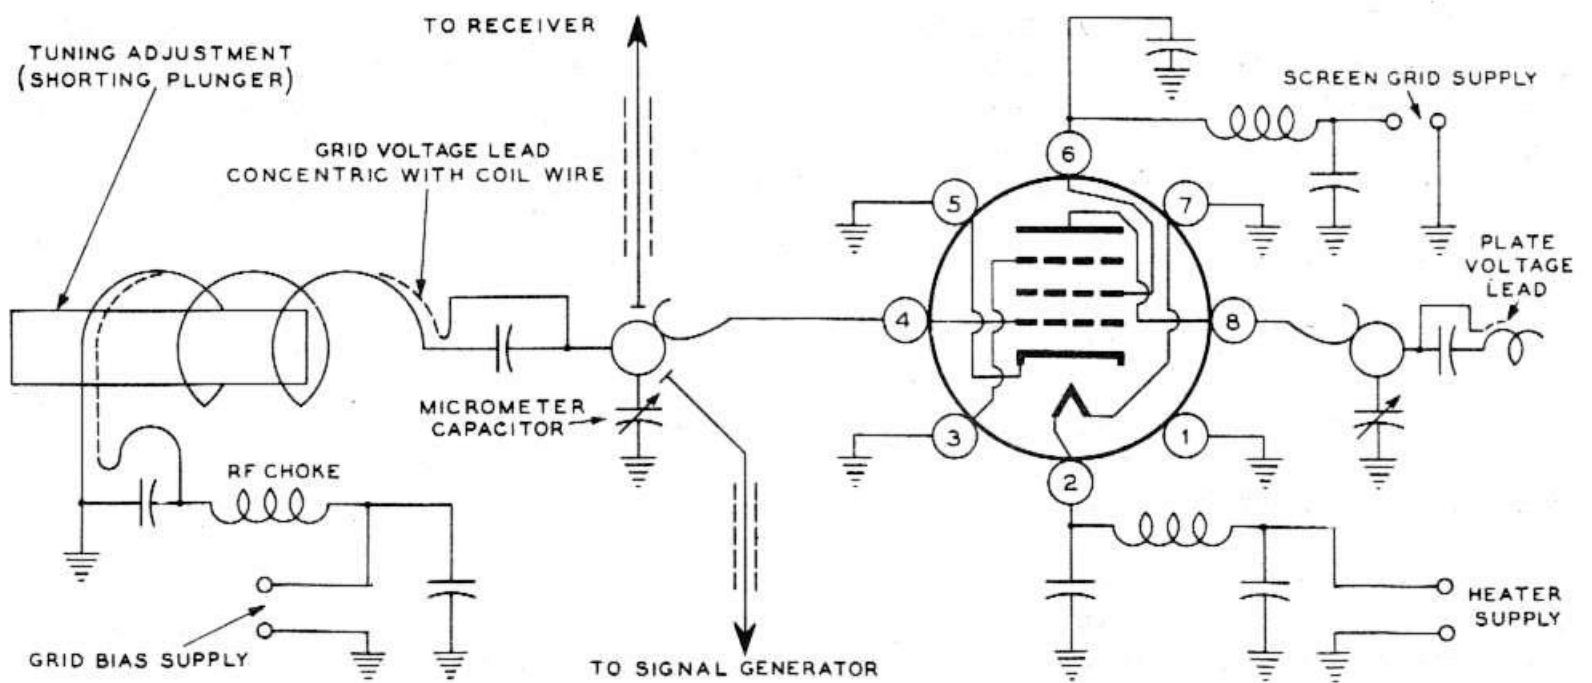 TO RECEIVER
TUNING ADJUSTMENT
(SHORTING PLUNGER)
GRID VOLTAGE LEAD
CONCENTRIC WITH COIL WIRE
SCREEN GRID SUPPLY
6
5
7
PLATE
VOLTAGE
LEAD
4
8
MICROMETER
CAPACITOR
3
1
RF CHOKE
2
HEATER
SUPPLY
GRID BIAS SUPPLY
TO SIGNAL GENERATOR